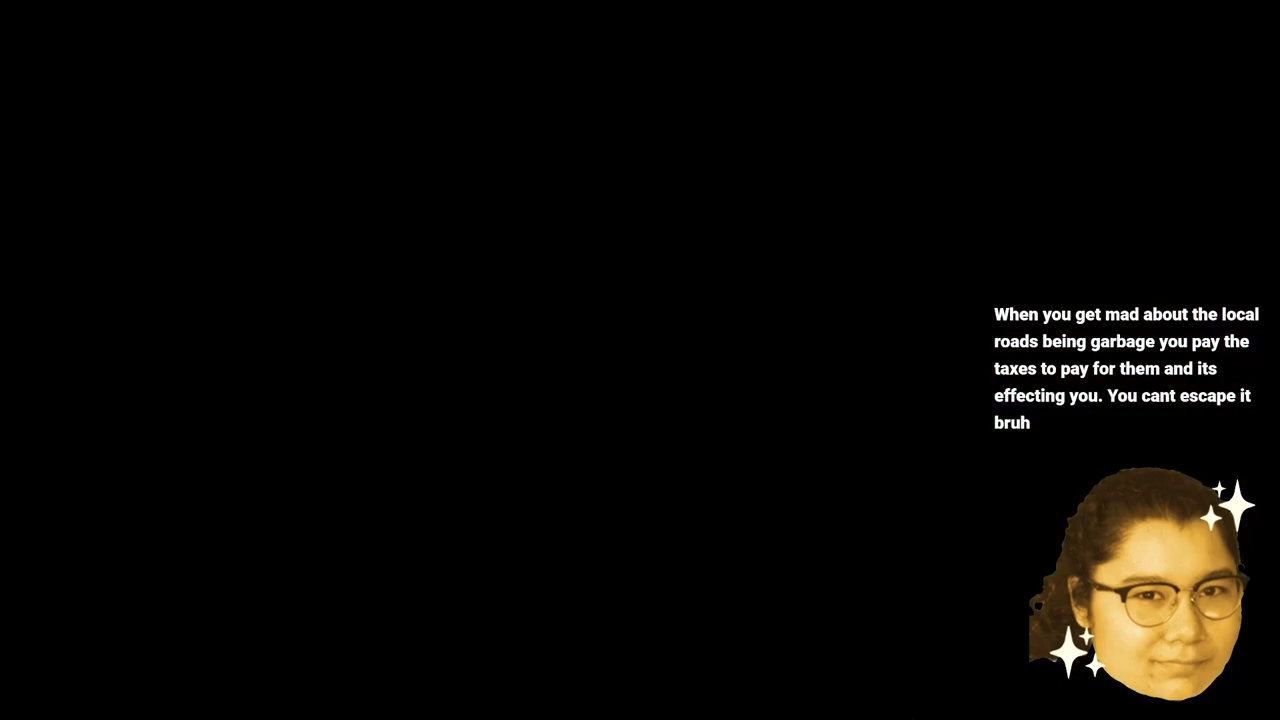 When you get mad about the local
roads being garbage you pay the
taxes to pay for them and its
effecting you. You cant escape it
bruh